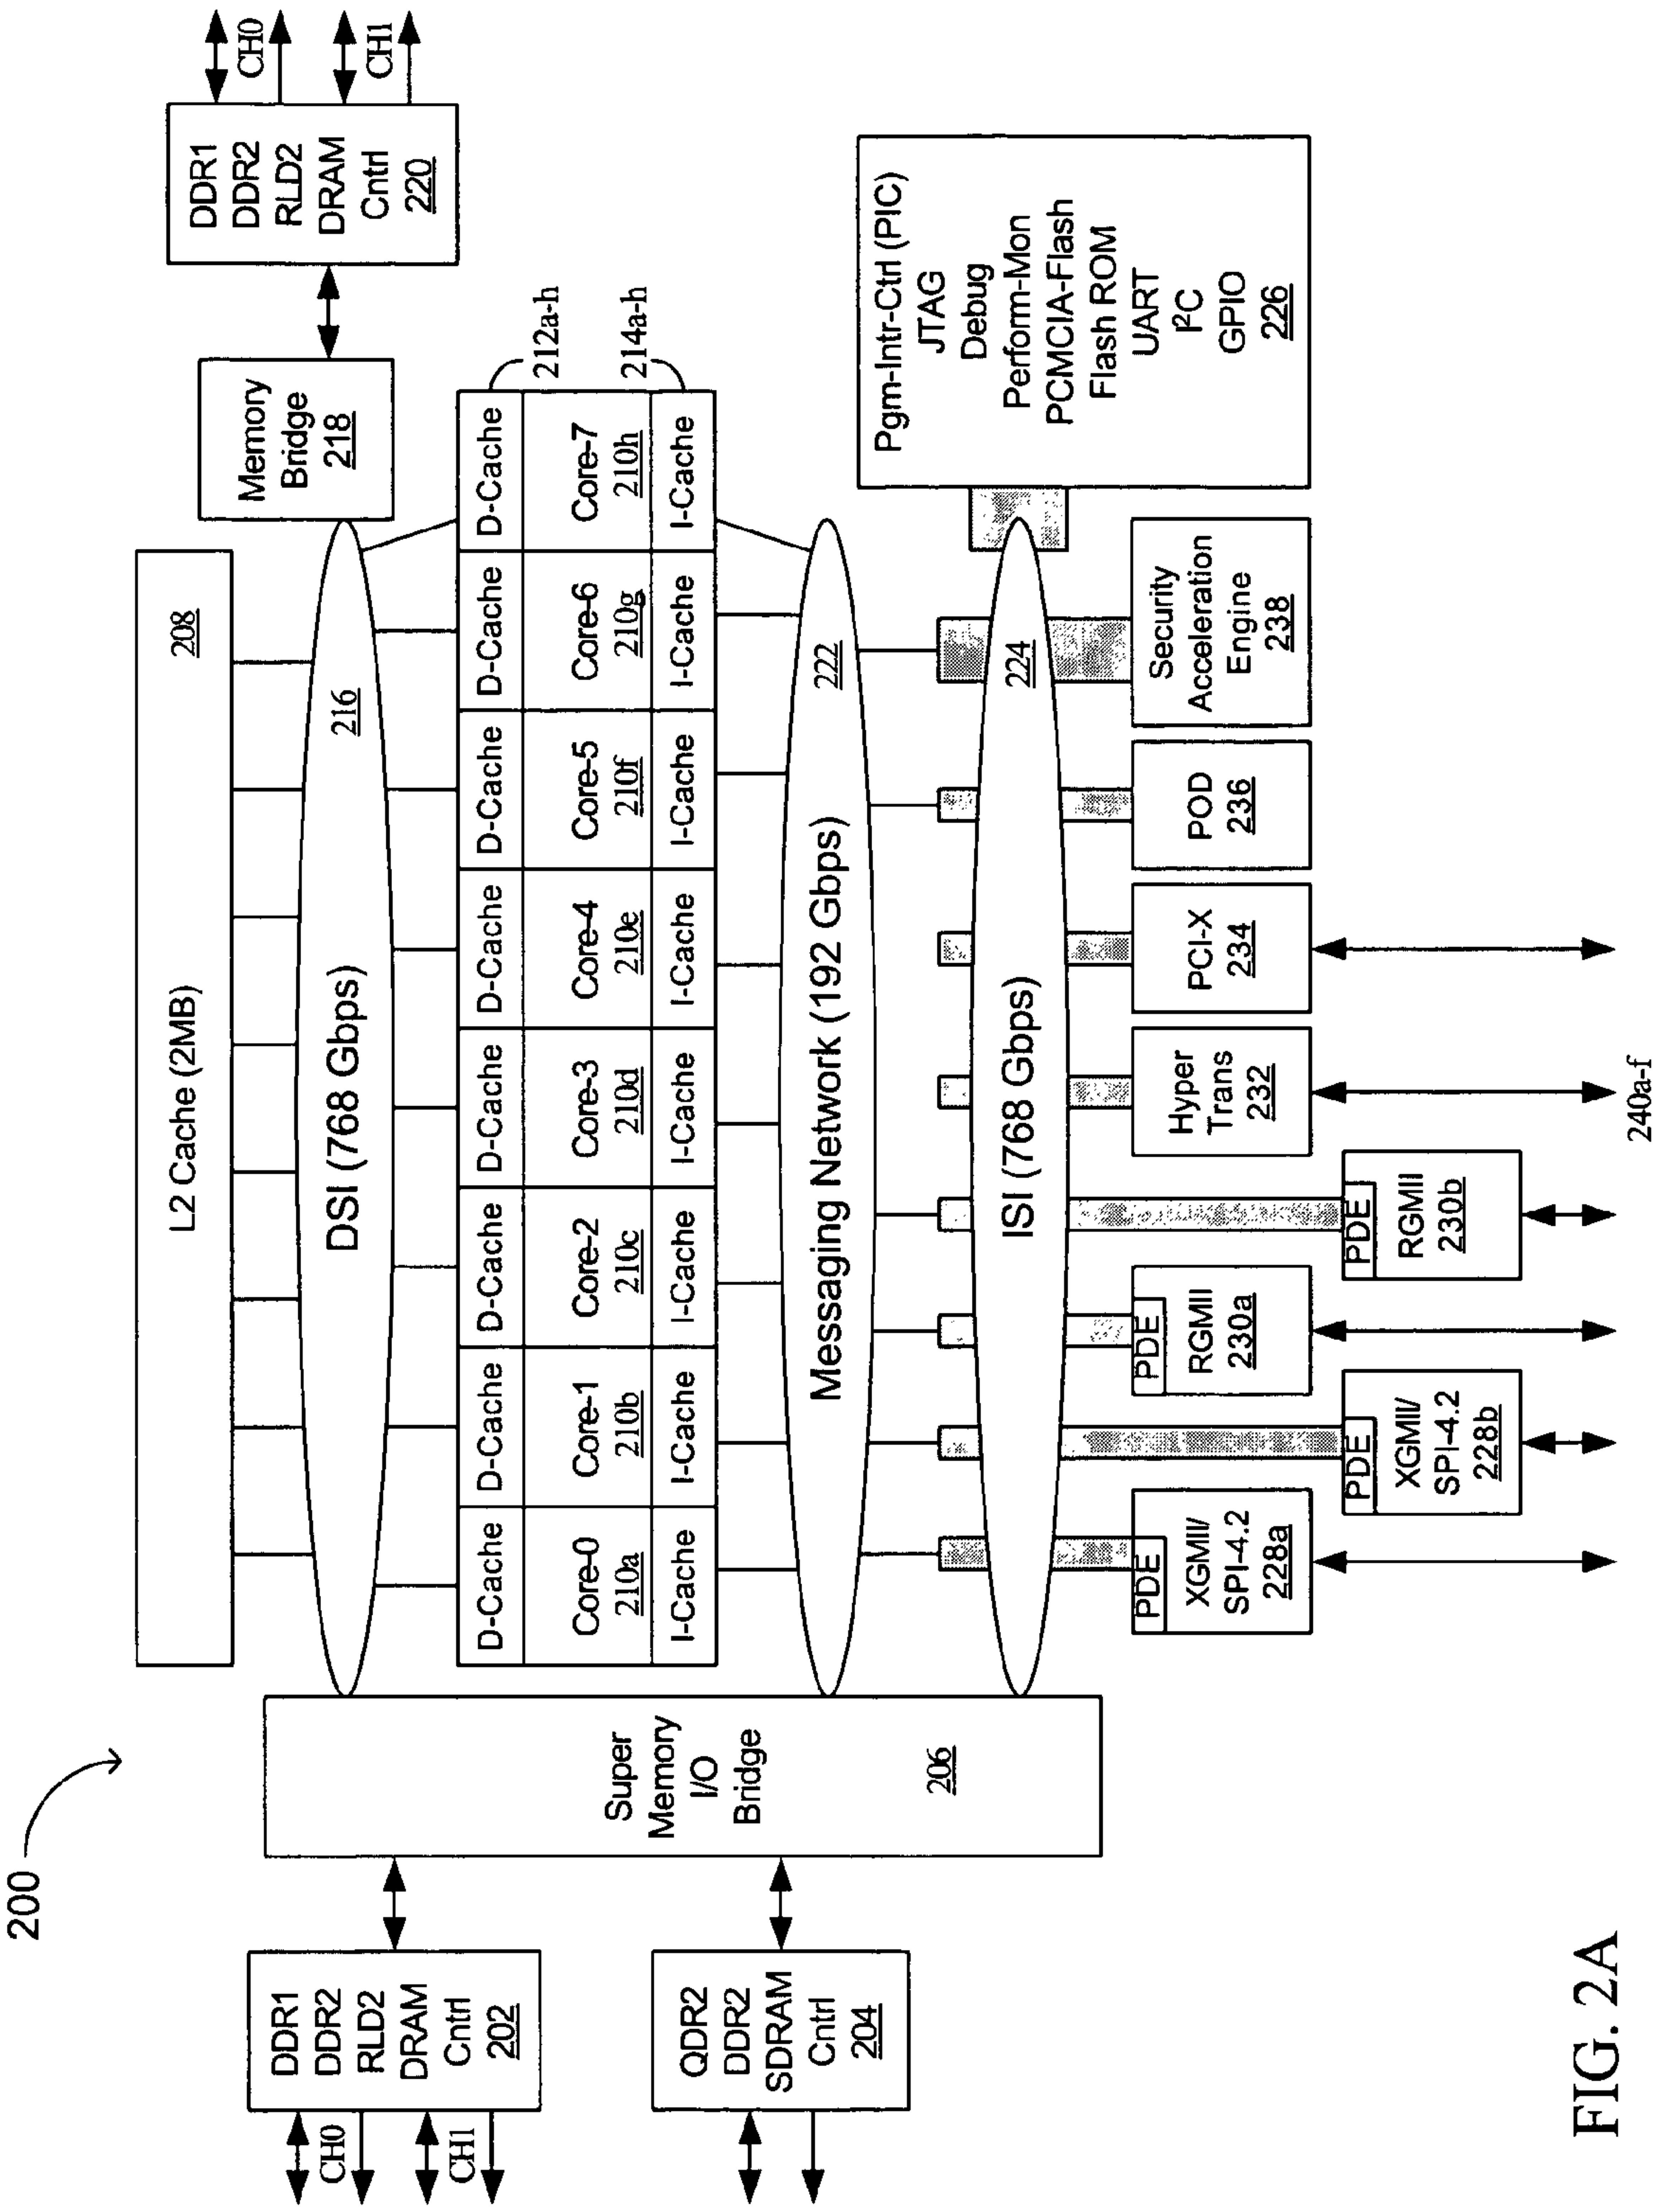 200
L2 Cache (2MB)
208
DDR1
DDR2
RLD2
DRAM
Cntrl
202
CH0
CH1
QDR2
DDR2
SDRAM
Cntrl
204
Super
Memory
I/O
Bridge
206
DSI (768 Gbps)
216
Memory
Bridge
218
DDR1
DDR2
RLD2
DRAM
Cntrl
220
CH0
CH1
D-Cache D-Cache D-Cache D-Cache D-Cache D-Cache D-Cache D-Cache
212a-h
Core-0 Core-1 Core-2 Core-3 Core-4 Core-5 Core-6 Core-7
210a 210b 210c 210d 210e 210f 210g 210h
I-Cache I-Cache I-Cache I-Cache I-Cache I-Cache I-Cache I-Cache
214a-h
Messaging Network (192 Gbps)
222
ISI (768 Gbps)
224
Pgm-Intr-Ctrl (PIC)
JTAG
Debug
Perform-Mon
PCMCIA-Flash
Flash ROM
UART
I²C
GPIO
226
PDE
XGMII/
SPI-4.2
228a
PDE
XGMII/
SPI-4.2
228b
PDE
RGMII
230a
PDE
RGMII
230b
Hyper
Trans
232
PCI-X
234
POD
236
Security
Acceleration
Engine
238
240a-f
FIG. 2A